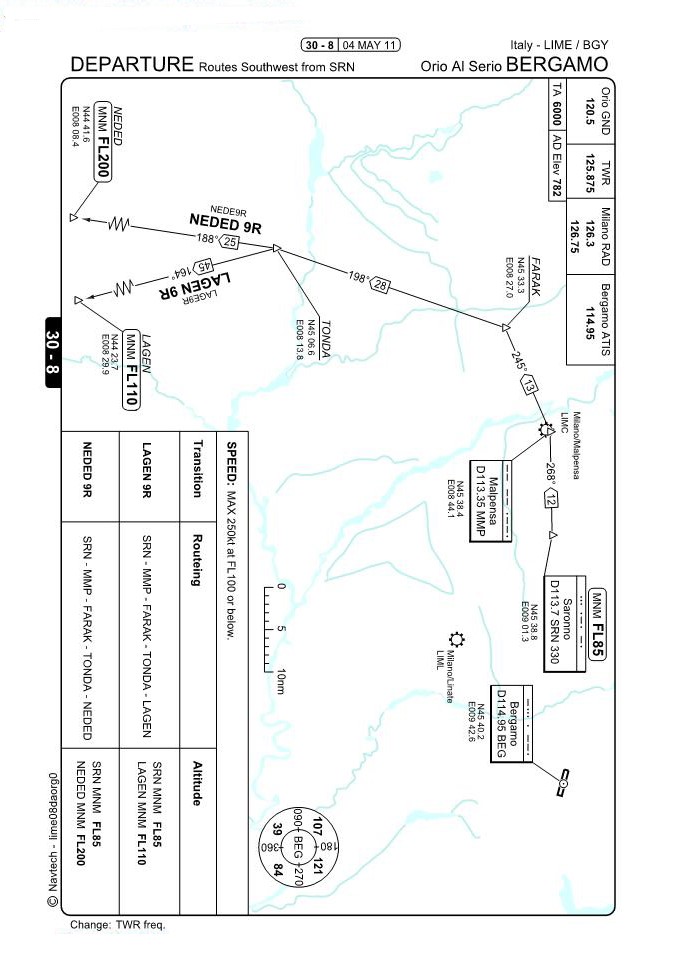 30 - 8 04 MAY 11
Italy - LIME / BGY
DEPARTURE Routes Southwest from SRN
Orio Al Serio BERGAMO
Orio GND
120.5
TWR
125.875
Milano RAD
126.3
126.75
Bergamo ATIS
114.95
TA 6000
AD Elev 782
NEDED
MNM FL200
N44 41.6
E008 08.4
NEDE9R
NEDED 9R
188° 25
45 164°
LAGEN 9R
LAGE9R
LAGEN
MNM FL110
N44 23.7
E008 29.9
TONDA
N45 06.6
E008 13.8
198° 28
FARAK
N45 33.3
E008 27.0
245° 13
Milano/Malpensa
LIMC
Malpensa
D113.35 MMP
N45 38.4
E008 44.1
268° 12
MNM FL85
Saronno
D113.7 SRN 330
N45 38.8
E009 01.3
Milano/Linate
LIML
Bergamo
D114.95 BEG
N45 40.2
E009 42.6
0 5 10nm
107 121
090 BEG 270
39 84
180
360
SPEED: MAX 250kt at FL100 or below.
Transition Routeing Altitude
LAGEN 9R SRN - MMP - FARAK - TONDA - LAGEN SRN MNM FL85
LAGEN MNM FL110
NEDED 9R SRN - MMP - FARAK - TONDA - NEDED SRN MNM FL85
NEDED MNM FL200
30 - 8
© Navtech - lime08daorg0
Change: TWR freq.